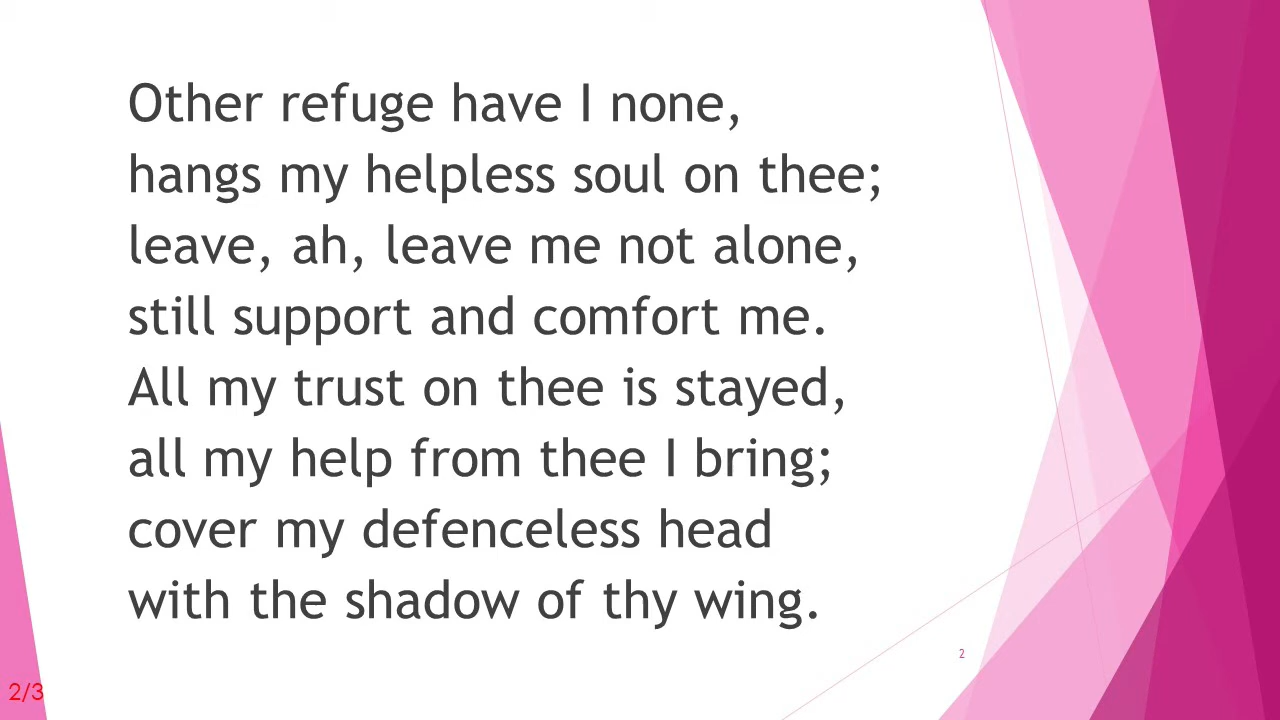 Other refuge have I none,
hangs my helpless soul on thee;
leave, ah, leave me not alone,
still support and comfort me.
All my trust on thee is stayed,
all my help from thee I bring;
cover my defenceless head
with the shadow of thy wing.
2
2/3